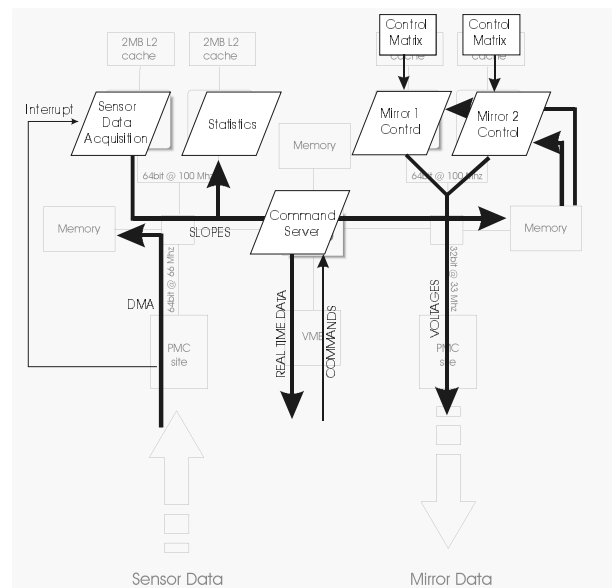 Control
Matrix
Control
Matrix
2MB L2
cache
2MB L2
cache
cache
cache
Interrupt
Sensor
Data
Acquisition
Statistics
Mirror 1
Control
Mirror 2
Control
Memory
64bit @ 100 Mhz
64bit @ 100 Mhz
Memory
SLOPES
Command
Server
Memory
64bit @ 66 Mhz
32bit @ 33 Mhz
DMA
REAL TIME DATA
COMMANDS
VOLTAGES
PMC
site
VME
PMC
site
Sensor Data
Mirror Data